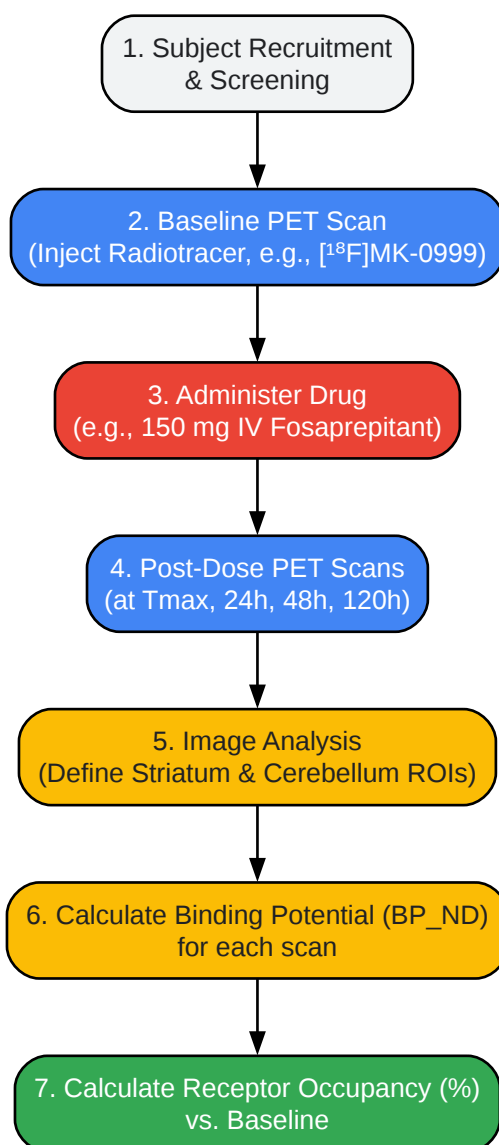 1. Subject Recruitment
& Screening
2. Baseline PET Scan
(Inject Radiotracer, e.g., [¹⁸F]MK-0999)
3. Administer Drug
(e.g., 150 mg IV Fosaprepitant)
4. Post-Dose PET Scans
(at Tmax, 24h, 48h, 120h)
5. Image Analysis
(Define Striatum & Cerebellum ROIs)
6. Calculate Binding Potential (BP_ND)
for each scan
7. Calculate Receptor Occupancy (%)
vs. Baseline